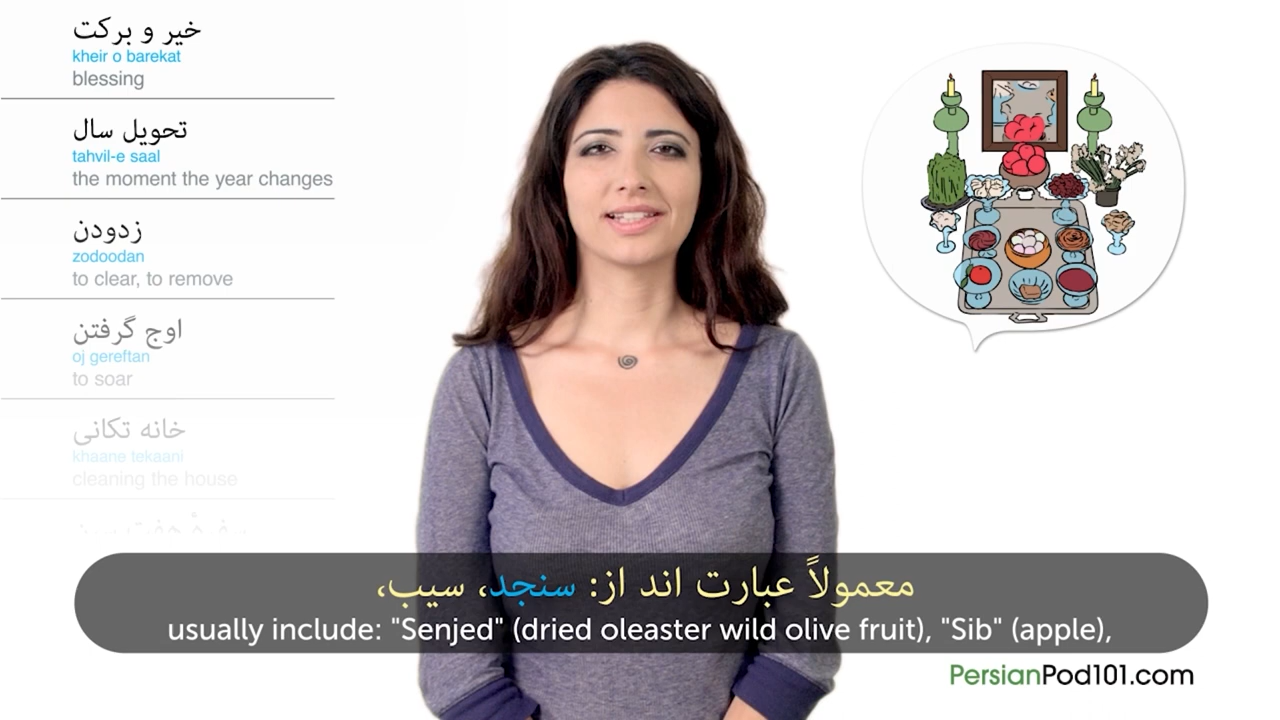 خیر و برکت
kheir o barekat
blessing
تحویل سال
tahvil-e saal
the moment the year changes
زدودن
zodoodan
to clear, to remove
اوج گرفتن
oj gereftan
to soar
خانه تکانی
khaane tekaani
cleaning the house
معمولاً عبارت اند از: سنجد، سیب،
usually include: "Senjed" (dried oleaster wild olive fruit), "Sib" (apple),
PersianPod101.com